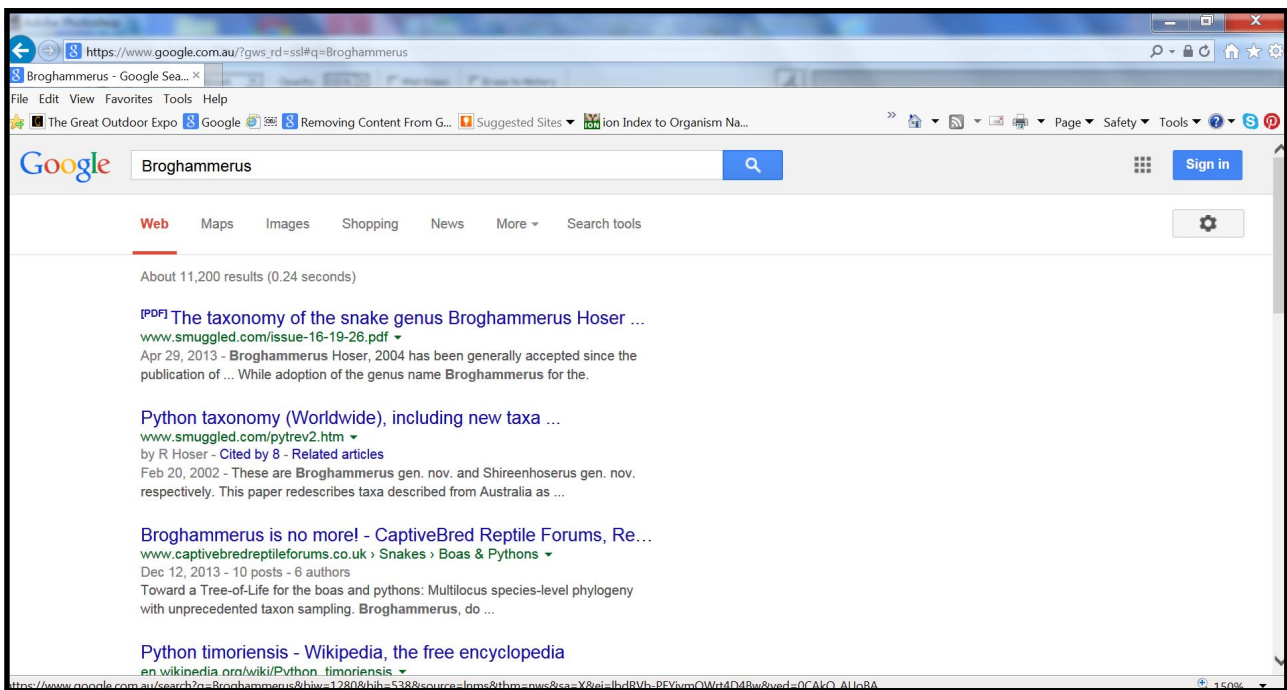 https://www.google.com.au/?gws_rd=ssl#q=Broghammerus
Broghammerus - Google Sea...
File Edit View Favorites Tools Help
The Great Outdoor Expo Google Removing Content From G... Suggested Sites ion Index to Organism Na... » Page Safety Tools
Google Broghammerus Sign in
Web Maps Images Shopping News More Search tools
About 11,200 results (0.24 seconds)
[PDF] The taxonomy of the snake genus Broghammerus Hoser ...
www.smuggled.com/issue-16-19-26.pdf
Apr 29, 2013 - Broghammerus Hoser, 2004 has been generally accepted since the
publication of ... While adoption of the genus name Broghammerus for the.
Python taxonomy (Worldwide), including new taxa ...
www.smuggled.com/pytrev2.htm
by R Hoser - Cited by 8 - Related articles
Feb 20, 2002 - These are Broghammerus gen. nov. and Shireenhoserus gen. nov.
respectively. This paper redescribes taxa described from Australia as ...
Broghammerus is no more! - CaptiveBred Reptile Forums, Re...
www.captivebredreptileforums.co.uk › Snakes › Boas & Pythons
Dec 12, 2013 - 10 posts - 6 authors
Toward a Tree-of-Life for the boas and pythons: Multilocus species-level phylogeny
with unprecedented taxon sampling. Broghammerus, do ...
Python timoriensis - Wikipedia, the free encyclopedia
en.wikipedia.org/wiki/Python_timoriensis
150%